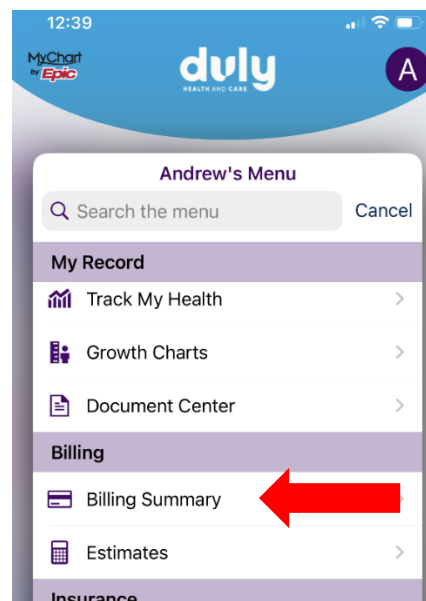 12:39
MyChart
by Epic
duly
HEALTH AND CARE
A
Andrew's Menu
Search the menu
Cancel
My Record
Track My Health
Growth Charts
Document Center
Billing
Billing Summary
Estimates
Insurance